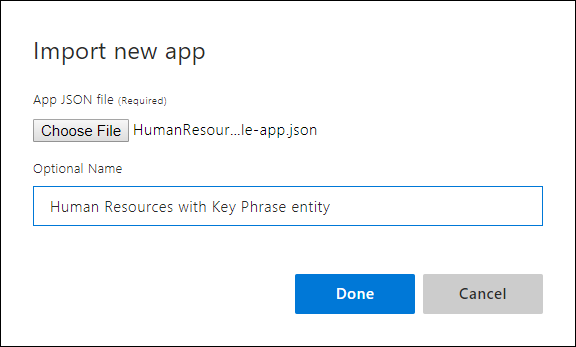 Import new app
App JSON file (Required)
Choose File HumanResour...le-app.json
Optional Name
Human Resources with Key Phrase entity
Done Cancel